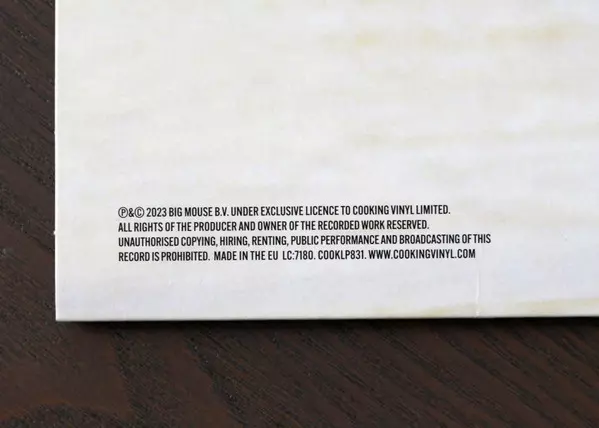 ℗&© 2023 BIG MOUSE B.V. UNDER EXCLUSIVE LICENCE TO COOKING VINYL LIMITED.
ALL RIGHTS OF THE PRODUCER AND OWNER OF THE RECORDED WORK RESERVED.
UNAUTHORISED COPYING, HIRING, RENTING, PUBLIC PERFORMANCE AND BROADCASTING OF THIS
RECORD IS PROHIBITED. MADE IN THE EU LC:7180. COOKLP831. WWW.COOKINGVINYL.COM